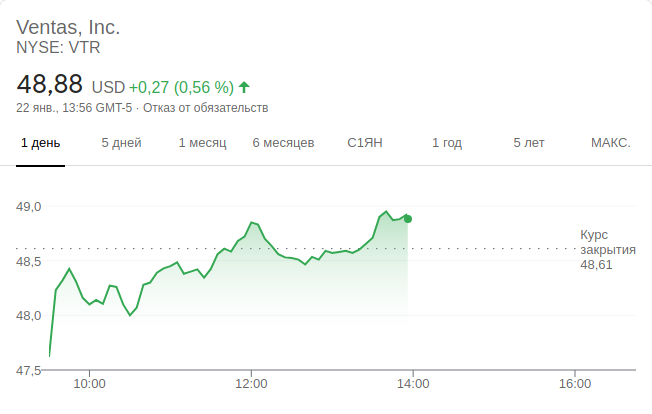 Ventas, Inc.
NYSE: VTR
48,88 USD +0,27 (0,56 %)
22 янв., 13:56 GMT-5 · Отказ от обязательств
1 день 5 дней 1 месяц 6 месяцев С1ЯН 1 год 5 лет МАКС.
49,0
Курс
закрытия
48,61
48,5
48,0
47,5
10:00 12:00 14:00 16:00